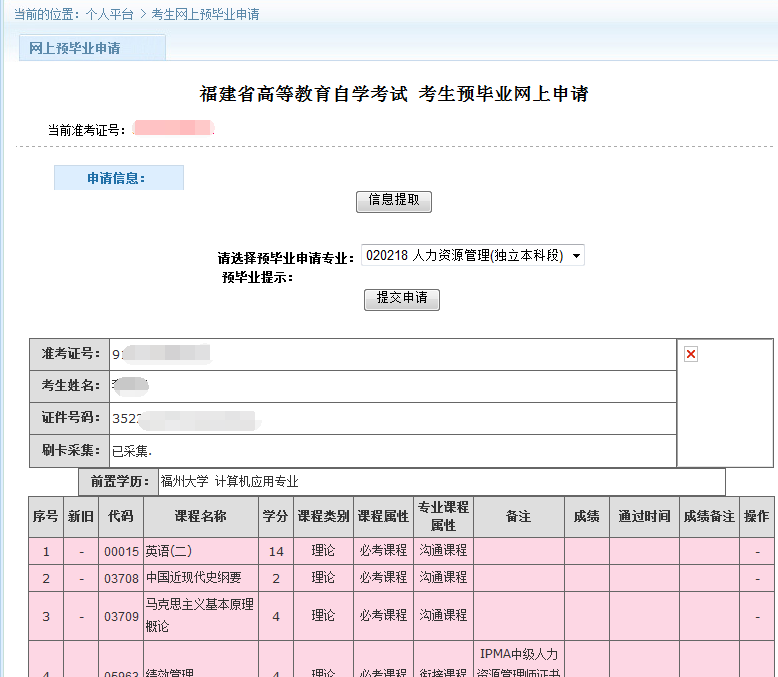 当前的位置：个人平台 > 考生网上预毕业申请
网上预毕业申请
福建省高等教育自学考试 考生预毕业网上申请
当前准考证号：
申请信息：
信息提取
请选择预毕业申请专业： 020218 人力资源管理(独立本科段)
预毕业提示：
提交申请
准考证号： 9
考生姓名：
证件号码： 352
刷卡采集： 已采集.
前置学历： 福州大学 计算机应用专业
序号 新旧 代码 课程名称 学分 课程类别 课程属性 专业课程属性 备注 成绩 通过时间 成绩备注 操作
1 - 00015 英语(二) 14 理论 必考课程 沟通课程 -
2 - 03708 中国近现代史纲要 2 理论 必考课程 沟通课程 -
3 - 03709 马克思主义基本原理概论 4 理论 必考课程 沟通课程 -
4 - 05963 绩效管理 4 理论 必考课程 衔接课程 IPMA中级人力资源管理师证书 -